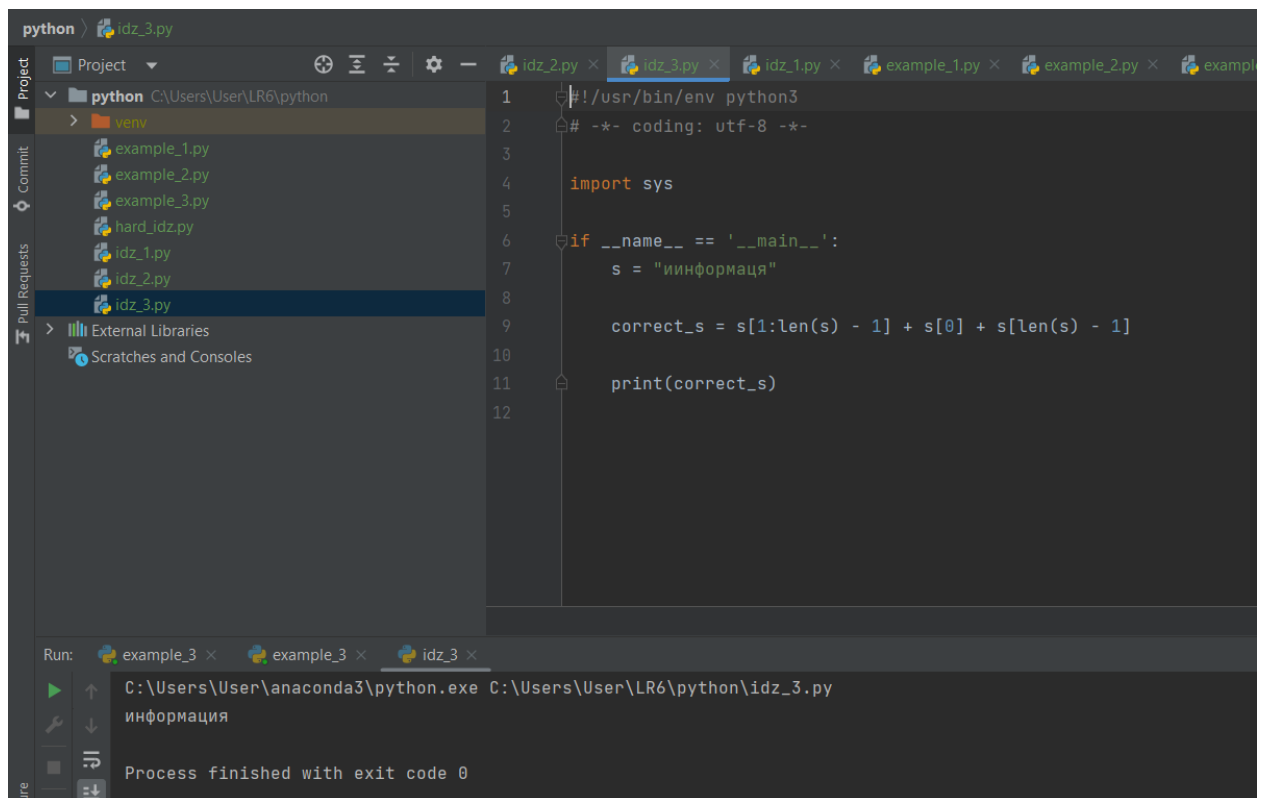 python 〉 idz_3.py
Project
idz_2.py × idz_3.py × idz_1.py × example_1.py × example_2.py × exampl
Project
Commit
Pull Requests
python C:\Users\User\LR6\python
venv
example_1.py
example_2.py
example_3.py
hard_idz.py
idz_1.py
idz_2.py
idz_3.py
External Libraries
Scratches and Consoles
1 #!/usr/bin/env python3
2 # -*- coding: utf-8 -*-
3
4 import sys
5
6 if __name__ == '__main__':
7 s = "иинформаця"
8
9 correct_s = s[1:len(s) - 1] + s[0] + s[len(s) - 1]
10
11 print(correct_s)
12
Run: example_3 × example_3 × idz_3 ×
C:\Users\User\anaconda3\python.exe C:\Users\User\LR6\python\idz_3.py
информация
Process finished with exit code 0